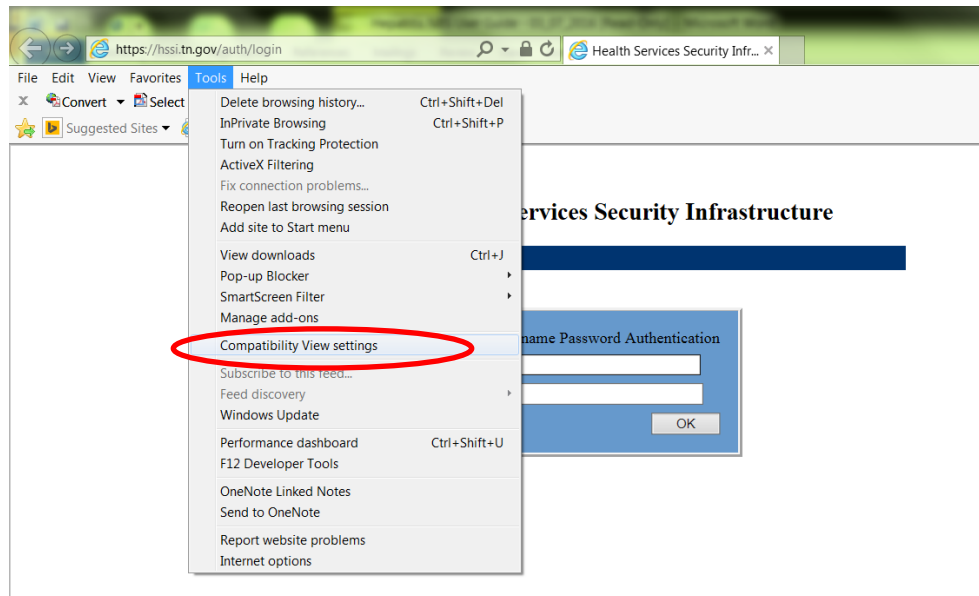 https://hssi.tn.gov/auth/login Health Services Security Infr...
File Edit View Favorites Tools Help
x Convert Select
Suggested Sites
Delete browsing history... Ctrl+Shift+Del
InPrivate Browsing Ctrl+Shift+P
Turn on Tracking Protection
ActiveX Filtering
Fix connection problems...
Reopen last browsing session
Add site to Start menu
ervices Security Infrastructure
View downloads Ctrl+J
Pop-up Blocker
SmartScreen Filter
Manage add-ons
name Password Authentication
Compatibility View settings
Subscribe to this feed...
Feed discovery
Windows Update
OK
Performance dashboard Ctrl+Shift+U
F12 Developer Tools
OneNote Linked Notes
Send to OneNote
Report website problems
Internet options